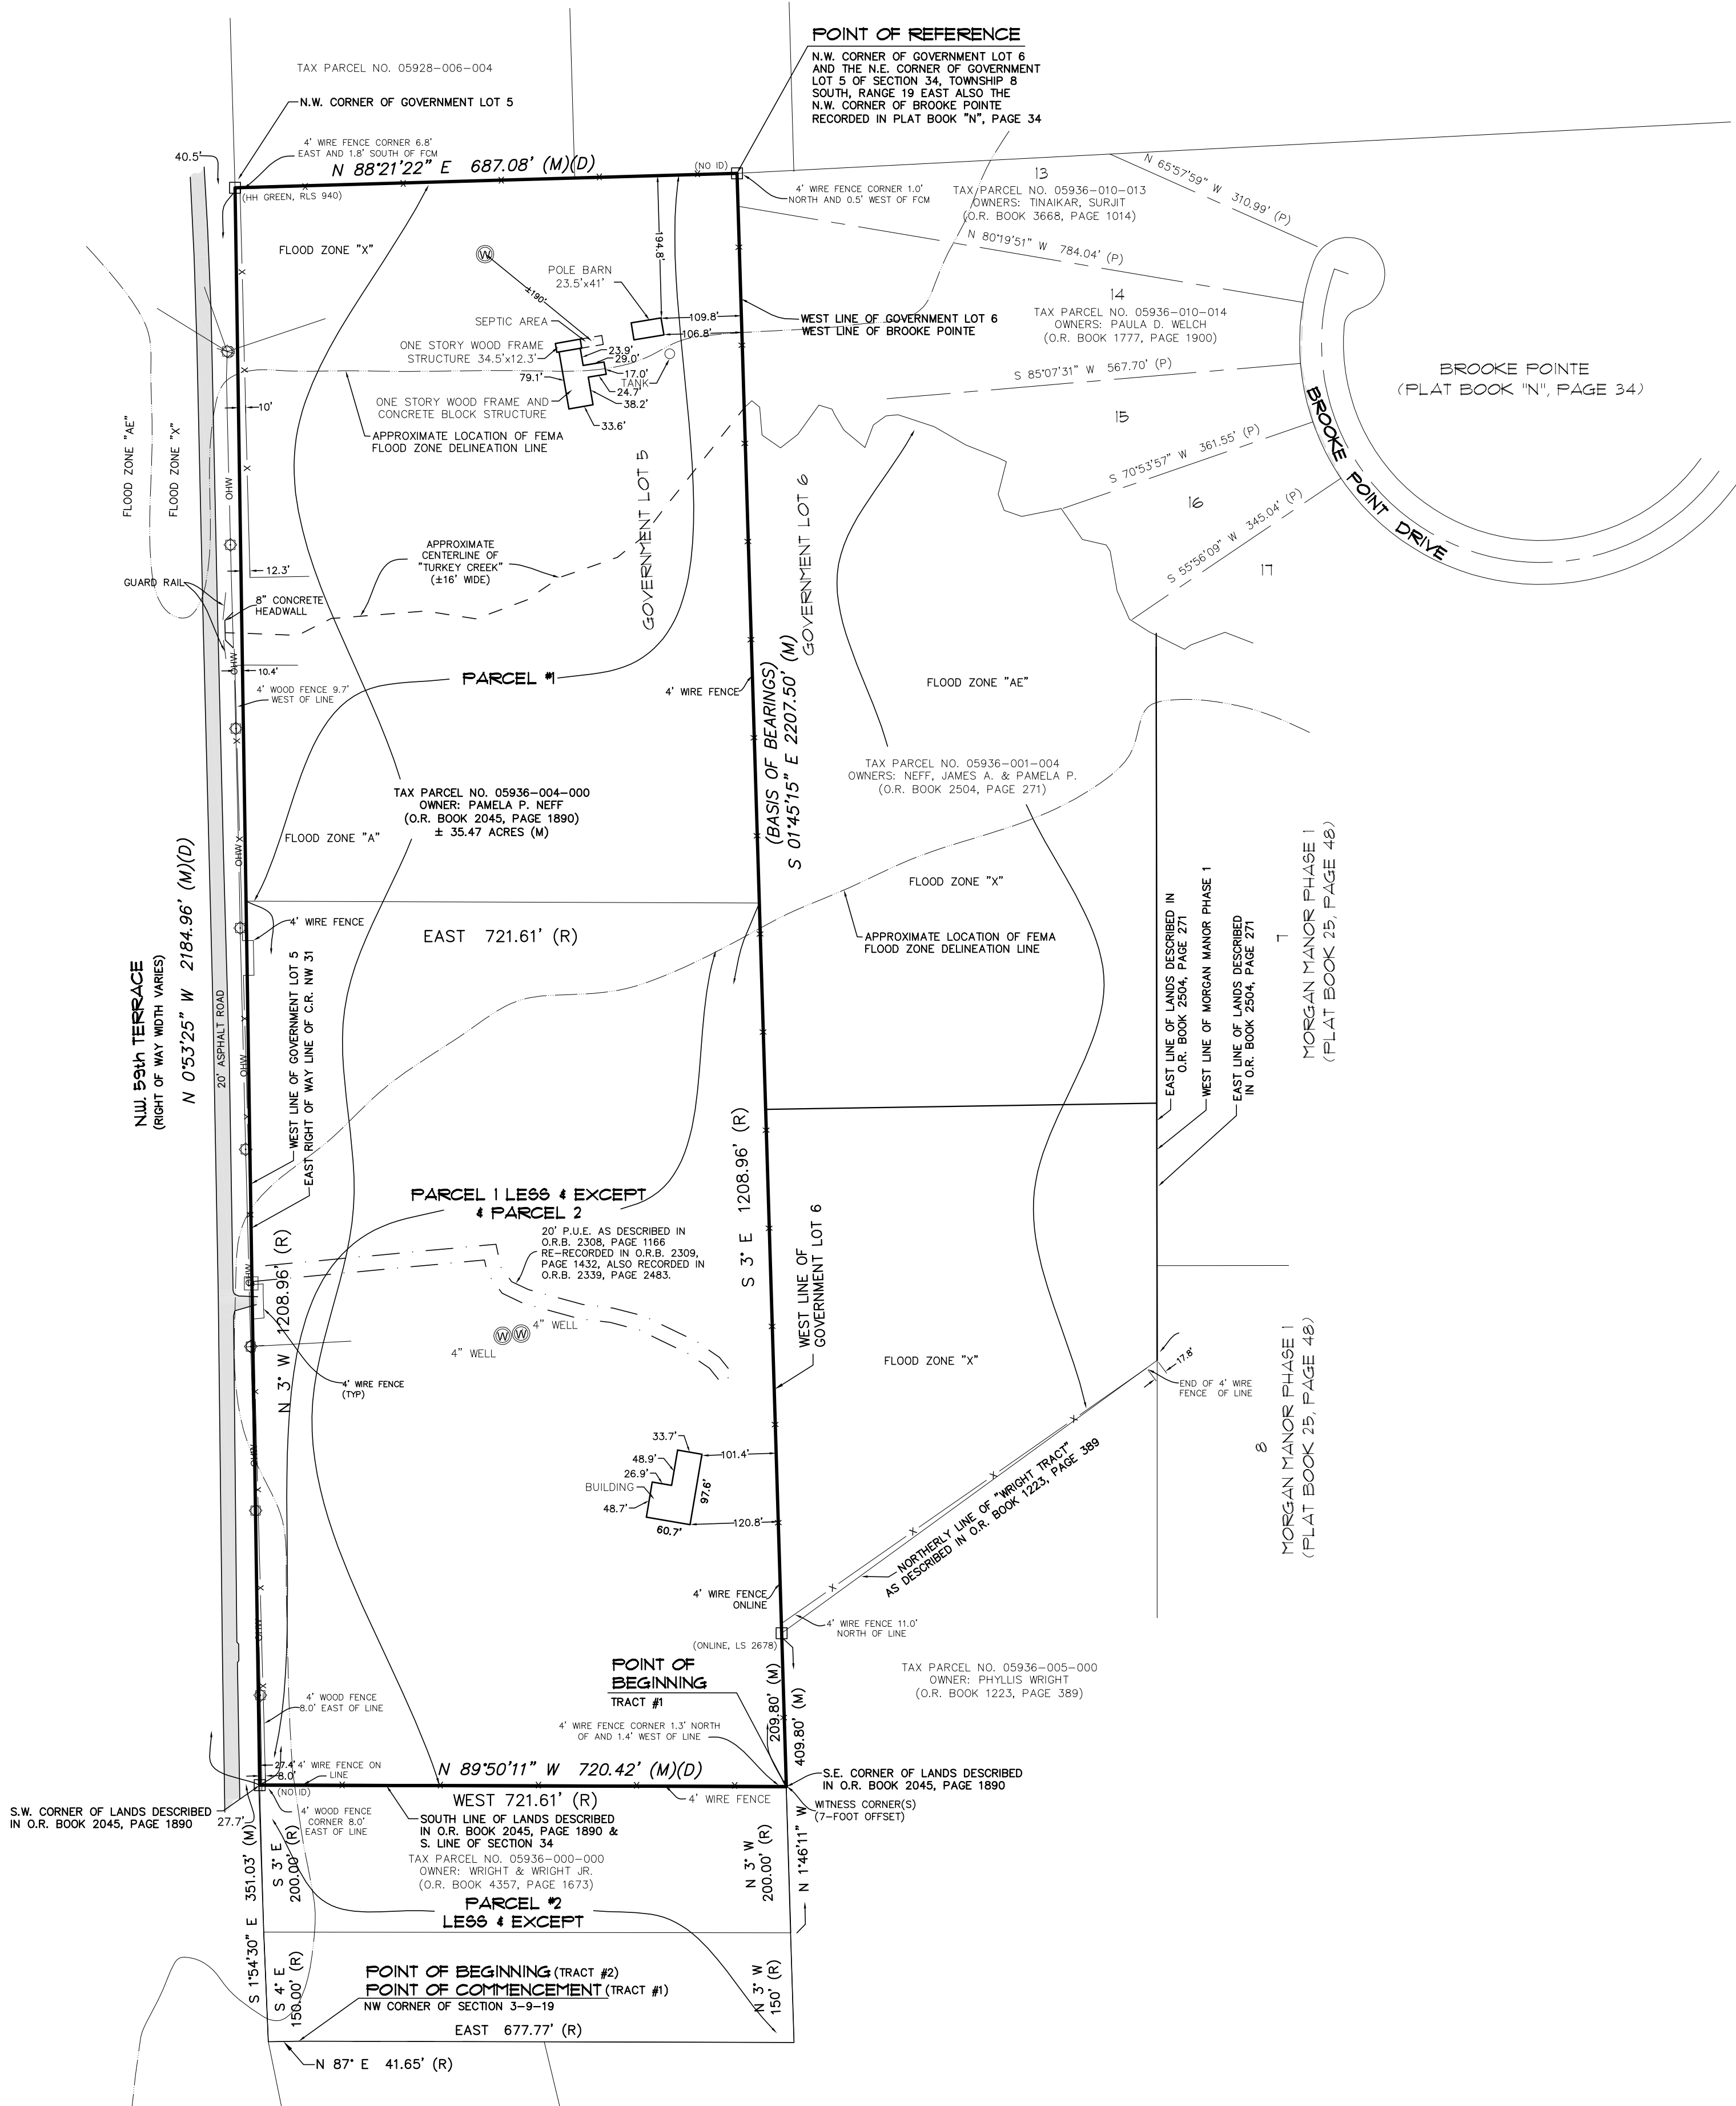 TAX PARCEL NO. 05928-006-004
N.W. CORNER OF GOVERNMENT LOT 5
POINT OF REFERENCE
N.W. CORNER OF GOVERNMENT LOT 6
AND THE N.E. CORNER OF GOVERNMENT
LOT 5 OF SECTION 34, TOWNSHIP 8
SOUTH, RANGE 19 EAST ALSO THE
N.W. CORNER OF BROOKE POINTE
RECORDED IN PLAT BOOK "N", PAGE 34
4' WIRE FENCE CORNER 6.8'
EAST AND 1.8' SOUTH OF FCM
40.5'
N 88°21'22" E 687.08' (M)(D)
(NO ID)
(HH GREEN, RLS 940)
4' WIRE FENCE CORNER 1.0'
NORTH AND 0.5' WEST OF FCM
13
TAX PARCEL NO. 05936-010-013
OWNERS: TINAIKAR, SURJIT
(O.R. BOOK 3668, PAGE 1014)
N 65°57'59" W 310.99' (P)
N 80°19'51" W 784.04' (P)
14
TAX PARCEL NO. 05936-010-014
OWNERS: PAULA D. WELCH
(O.R. BOOK 1777, PAGE 1900)
S 85°07'31" W 567.70' (P)
15
S 70°53'57" W 361.55' (P)
16
S 55°56'09" W 345.04' (P)
17
BROOKE POINTE
(PLAT BOOK "N", PAGE 34)
BROOKE POINT DRIVE
FLOOD ZONE "X"
W
±190'
194.8'
POLE BARN
23.5'x41'
109.8'
106.8'
WEST LINE OF GOVERNMENT LOT 6
WEST LINE OF BROOKE POINTE
SEPTIC AREA
ONE STORY WOOD FRAME
STRUCTURE 34.5'x12.3'
23.9'
29.0'
17.0'
TANK
24.7'
38.2'
79.1'
33.6'
ONE STORY WOOD FRAME AND
CONCRETE BLOCK STRUCTURE
APPROXIMATE LOCATION OF FEMA
FLOOD ZONE DELINEATION LINE
10'
FLOOD ZONE "AE"
FLOOD ZONE "X"
OHW
GOVERNMENT LOT 5
GOVERNMENT LOT 6
APPROXIMATE
CENTERLINE OF
"TURKEY CREEK"
(±16' WIDE)
12.3'
GUARD RAIL
8" CONCRETE
HEADWALL
OHW
10.4'
4' WOOD FENCE 9.7'
WEST OF LINE
PARCEL #1
4' WIRE FENCE
(BASIS OF BEARINGS)
S 01°45'15" E 2207.50' (M)
FLOOD ZONE "AE"
TAX PARCEL NO. 05936-001-004
OWNERS: NEFF, JAMES A. & PAMELA P.
(O.R. BOOK 2504, PAGE 271)
TAX PARCEL NO. 05936-004-000
OWNER: PAMELA P. NEFF
(O.R. BOOK 2045, PAGE 1890)
± 35.47 ACRES (M)
FLOOD ZONE "A"
OHW
FLOOD ZONE "X"
4' WIRE FENCE
EAST 721.61' (R)
APPROXIMATE LOCATION OF FEMA
FLOOD ZONE DELINEATION LINE
N.W. 59th TERRACE
(RIGHT OF WAY WIDTH VARIES)
N 0°53'25" W 2184.96' (M)(D)
20' ASPHALT ROAD
OHW
WEST LINE OF GOVERNMENT LOT 5
EAST RIGHT OF WAY LINE OF C.R. NW 31
EAST LINE OF LANDS DESCRIBED IN
O.R. BOOK 2504, PAGE 271
WEST LINE OF MORGAN MANOR PHASE 1
EAST LINE OF LANDS DESCRIBED
IN O.R. BOOK 2504, PAGE 271
7
MORGAN MANOR PHASE 1
(PLAT BOOK 25, PAGE 48)
S 3° E 1208.96' (R)
PARCEL 1 LESS & EXCEPT
& PARCEL 2
20' P.U.E. AS DESCRIBED IN
O.R.B. 2308, PAGE 1166
RE-RECORDED IN O.R.B. 2309,
PAGE 1432, ALSO RECORDED IN
O.R.B. 2339, PAGE 2483.
WEST LINE OF
GOVERNMENT LOT 6
N 3° W 1208.96' (R)
OHW
W W
4" WELL
4" WELL
4' WIRE FENCE
(TYP)
FLOOD ZONE "X"
17.8'
END OF 4' WIRE
FENCE OF LINE
8
MORGAN MANOR PHASE 1
(PLAT BOOK 25, PAGE 48)
33.7'
48.9'
26.9'
BUILDING
48.7'
60.7'
97.6'
101.4'
120.8'
OHW
NORTHERLY LINE OF "WRIGHT TRACT"
AS DESCRIBED IN O.R. BOOK 1223, PAGE 389
4' WIRE FENCE
ONLINE
4' WIRE FENCE 11.0'
NORTH OF LINE
(ONLINE, LS 2678)
OHW
TAX PARCEL NO. 05936-005-000
OWNER: PHYLLIS WRIGHT
(O.R. BOOK 1223, PAGE 389)
POINT OF
BEGINNING
TRACT #1
209.80' (M)
409.80' (M)
4' WOOD FENCE
8.0' EAST OF LINE
4' WIRE FENCE CORNER 1.3' NORTH
OF AND 1.4' WEST OF LINE
27.4'
4' WIRE FENCE ON
LINE
8.0'
(NO ID)
N 89°50'11" W 720.42' (M)(D)
S.E. CORNER OF LANDS DESCRIBED
IN O.R. BOOK 2045, PAGE 1890
WITNESS CORNER(S)
(7-FOOT OFFSET)
S.W. CORNER OF LANDS DESCRIBED
IN O.R. BOOK 2045, PAGE 1890
27.7'
4' WOOD FENCE
CORNER 8.0'
EAST OF LINE
WEST 721.61' (R)
4' WIRE FENCE
SOUTH LINE OF LANDS DESCRIBED
IN O.R. BOOK 2045, PAGE 1890 &
S. LINE OF SECTION 34
TAX PARCEL NO. 05936-000-000
OWNER: WRIGHT & WRIGHT JR.
(O.R. BOOK 4357, PAGE 1673)
S 1°54'30" E 351.03' (M)
S 3° E
200.00' (R)
N 3° W
200.00' (R)
N 1°46'11" W
PARCEL #2
LESS & EXCEPT
S 4° E
150.00' (R)
N 3° W
150' (R)
POINT OF BEGINNING (TRACT #2)
POINT OF COMMENCEMENT (TRACT #1)
NW CORNER OF SECTION 3-9-19
EAST 677.77' (R)
N 87° E 41.65' (R)